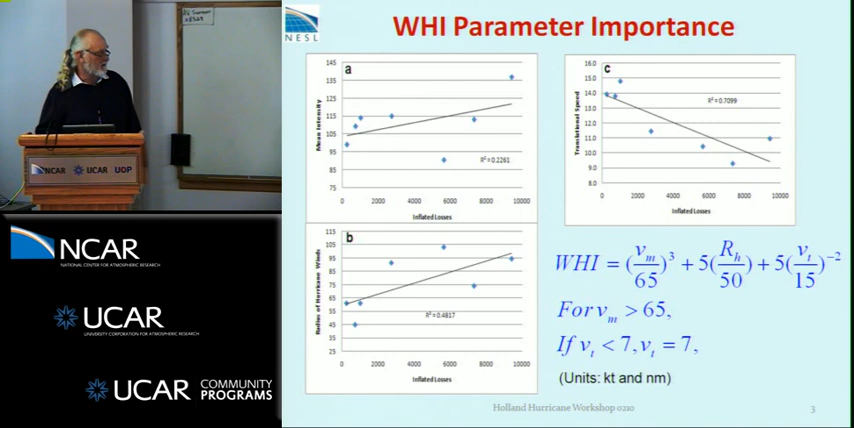 NCAR UCAR UOP
NCAR
NATIONAL CENTER FOR ATMOSPHERIC RESEARCH
UCAR
UNIVERSITY CORPORATION FOR ATMOSPHERIC RESEARCH
UCAR COMMUNITY
PROGRAMS
NESL
WHI Parameter Importance
a
Mean Intensity
145
135
125
115
105
95
85
75
R²=0.2261
0 2000 4000 6000 8000 10000
Inflated Losses
b
Radius of Hurricane Winds
115
105
95
85
75
65
55
45
35
25
R²=0.4817
0 2000 4000 6000 8000 10000
Inflated Losses
c
Translational Speed
16.0
15.0
14.0
13.0
12.0
11.0
10.0
9.0
8.0
R²=0.7099
0 2000 4000 6000 8000 10000
Inflated Losses
WHI = (v_m/65)³ + 5(R_h/50) + 5(v_t/15)⁻²
For v_m > 65,
If v_t < 7, v_t = 7,
(Units: kt and nm)
Holland Hurricane Workshop 0210
3